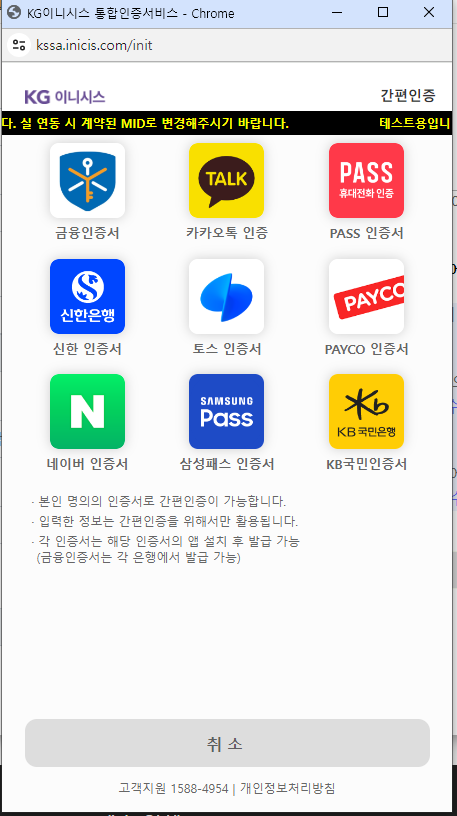 KG이니시스 통합인증서비스 - Chrome
kssa.inicis.com/init
KG 이니시스
간편인증
다. 실 연동 시 계약된 MID로 변경해주시기 바랍니다. 테스트용입니
TALK
PASS
휴대전화 인증
금융인증서 카카오톡 인증 PASS 인증서
신한은행
PAYCO
신한 인증서 토스 인증서 PAYCO 인증서
N
SAMSUNG
Pass
KB국민은행
네이버 인증서 삼성패스 인증서 KB국민인증서
· 본인 명의의 인증서로 간편인증이 가능합니다.
· 입력한 정보는 간편인증을 위해서만 활용됩니다.
· 각 인증서는 해당 인증서의 앱 설치 후 발급 가능
(금융인증서는 각 은행에서 발급 가능)
취 소
고객지원 1588-4954 | 개인정보처리방침